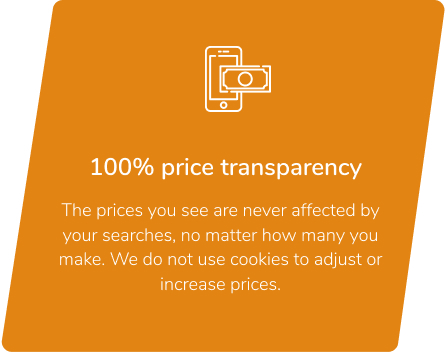 100% price transparency
The prices you see are never affected by
your searches, no matter how many you
make. We do not use cookies to adjust or
increase prices.